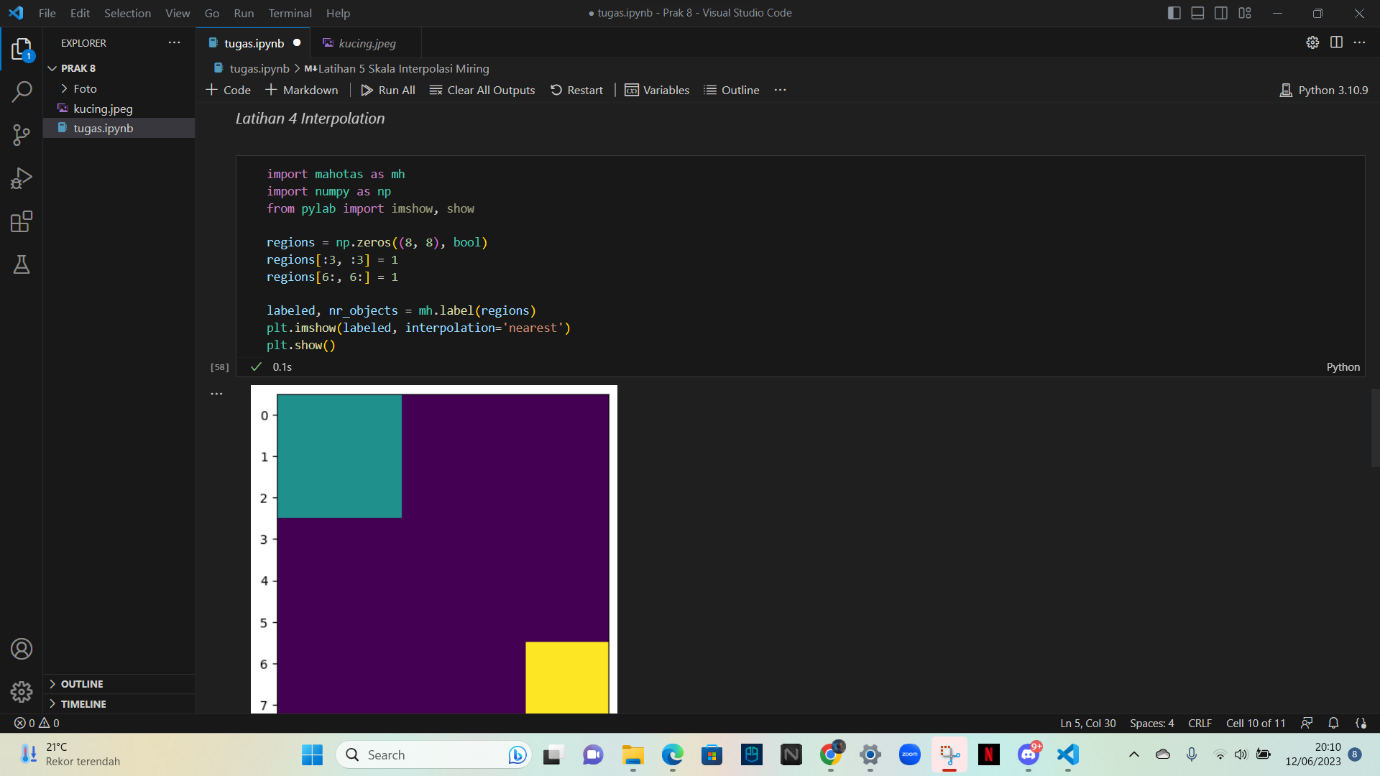 File Edit Selection View Go Run Terminal Help
● tugas.ipynb - Prak 8 - Visual Studio Code
EXPLORER
tugas.ipynb
kucing.jpeg
PRAK 8
Foto
kucing.jpeg
tugas.ipynb
1
tugas.ipynb > M↓Latihan 5 Skala Interpolasi Miring
Code
Markdown
Run All
Clear All Outputs
Restart
Variables
Outline
Python 3.10.9
Latihan 4 Interpolation
import mahotas as mh
import numpy as np
from pylab import imshow, show
regions = np.zeros((8, 8), bool)
regions[:3, :3] = 1
regions[6:, 6:] = 1
labeled, nr_objects = mh.label(regions)
plt.imshow(labeled, interpolation='nearest')
plt.show()
[58]
0.1s
Python
0
1
2
3
4
5
6
7
OUTLINE
TIMELINE
0 0
Ln 5, Col 30
Spaces: 4
CRLF
Cell 10 of 11
21°C
Rekor terendah
Search
zoom
9+
20:10
12/06/2023
8